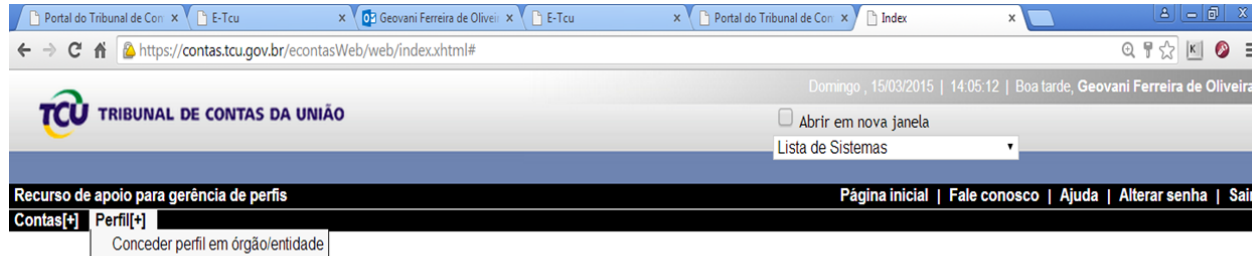 Portal do Tribunal de Con E-Tcu Geovani Ferreira de Olivei E-Tcu Portal do Tribunal de Con Index
https://contas.tcu.gov.br/econtasWeb/web/index.xhtml#
Domingo , 15/03/2015 | 14:05:12 | Boa tarde, Geovani Ferreira de Oliveira
TCU TRIBUNAL DE CONTAS DA UNIÃO
Abrir em nova janela
Lista de Sistemas
Recurso de apoio para gerência de perfis Página inicial | Fale conosco | Ajuda | Alterar senha | Sair
Contas[+] Perfil[+]
Conceder perfil em órgão/entidade